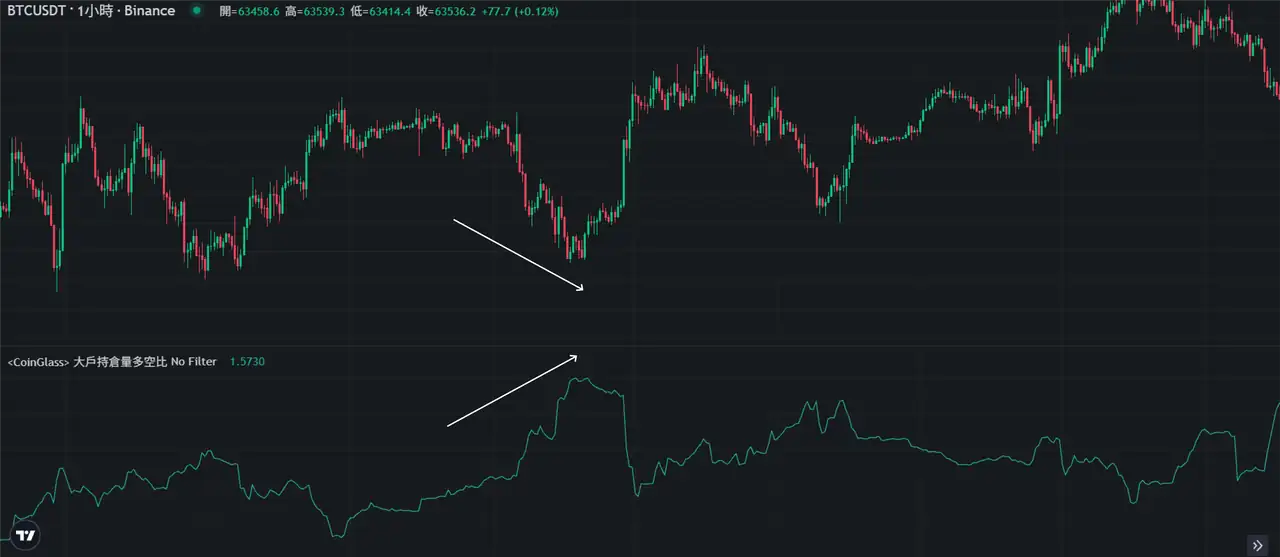 BTCUSDT · 1小時 · Binance 開=63458.6 高=63539.3 低=63414.4 收=63536.2 +77.7 (+0.12%)
<CoinGlass> 大戶持倉量多空比 No Filter 1.5730